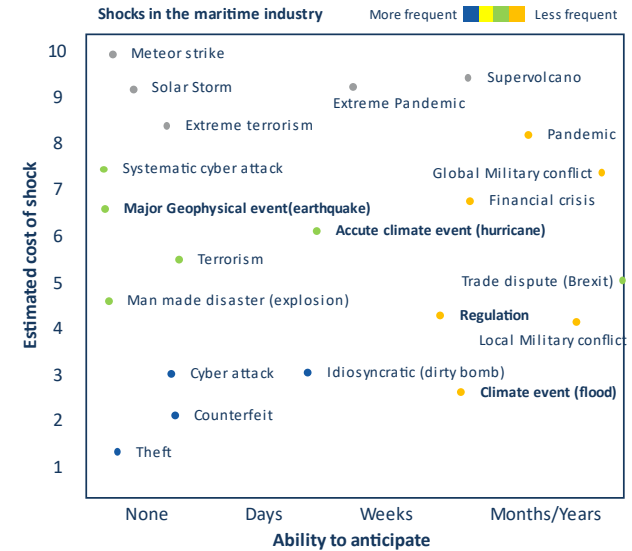 Shocks in the maritime industry
More frequent Less frequent
Estimated cost of shock
10
9
8
7
6
5
4
3
2
1
Meteor strike
Solar Storm
Supervolcano
Extreme Pandemic
Extreme terrorism
Pandemic
Systematic cyber attack
Global Military conflict
Financial crisis
Major Geophysical event(earthquake)
Accute climate event (hurricane)
Terrorism
Trade dispute (Brexit)
Man made disaster (explosion)
Regulation
Local Military conflict
Cyber attack
Idiosyncratic (dirty bomb)
Climate event (flood)
Counterfeit
Theft
None Days Weeks Months/Years
Ability to anticipate